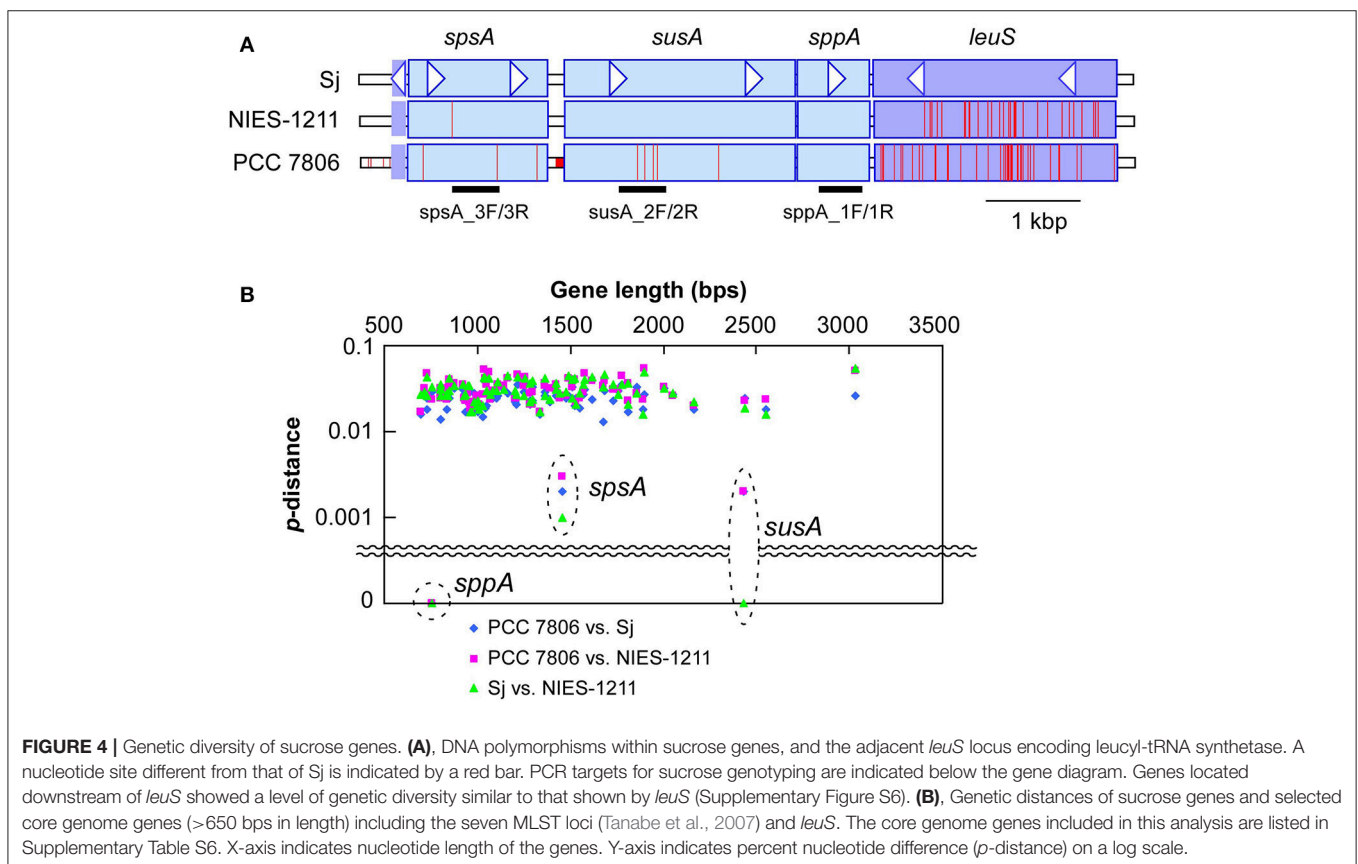 A
spsA susA sppA leuS
Sj
NIES-1211
PCC 7806
spsA_3F/3R susA_2F/2R sppA_1F/1R
1 kbp
B
Gene length (bps)
500 1000 1500 2000 2500 3000 3500
0.1
0.01
p-distance
spsA
0.001
susA
sppA
0
PCC 7806 vs. Sj
PCC 7806 vs. NIES-1211
Sj vs. NIES-1211
FIGURE 4 | Genetic diversity of sucrose genes. (A), DNA polymorphisms within sucrose genes, and the adjacent leuS locus encoding leucyl-tRNA synthetase. A
nucleotide site different from that of Sj is indicated by a red bar. PCR targets for sucrose genotyping are indicated below the gene diagram. Genes located
downstream of leuS showed a level of genetic diversity similar to that shown by leuS (Supplementary Figure S6). (B), Genetic distances of sucrose genes and selected
core genome genes (>650 bps in length) including the seven MLST loci (Tanabe et al., 2007) and leuS. The core genome genes included in this analysis are listed in
Supplementary Table S6. X-axis indicates nucleotide length of the genes. Y-axis indicates percent nucleotide difference (p-distance) on a log scale.